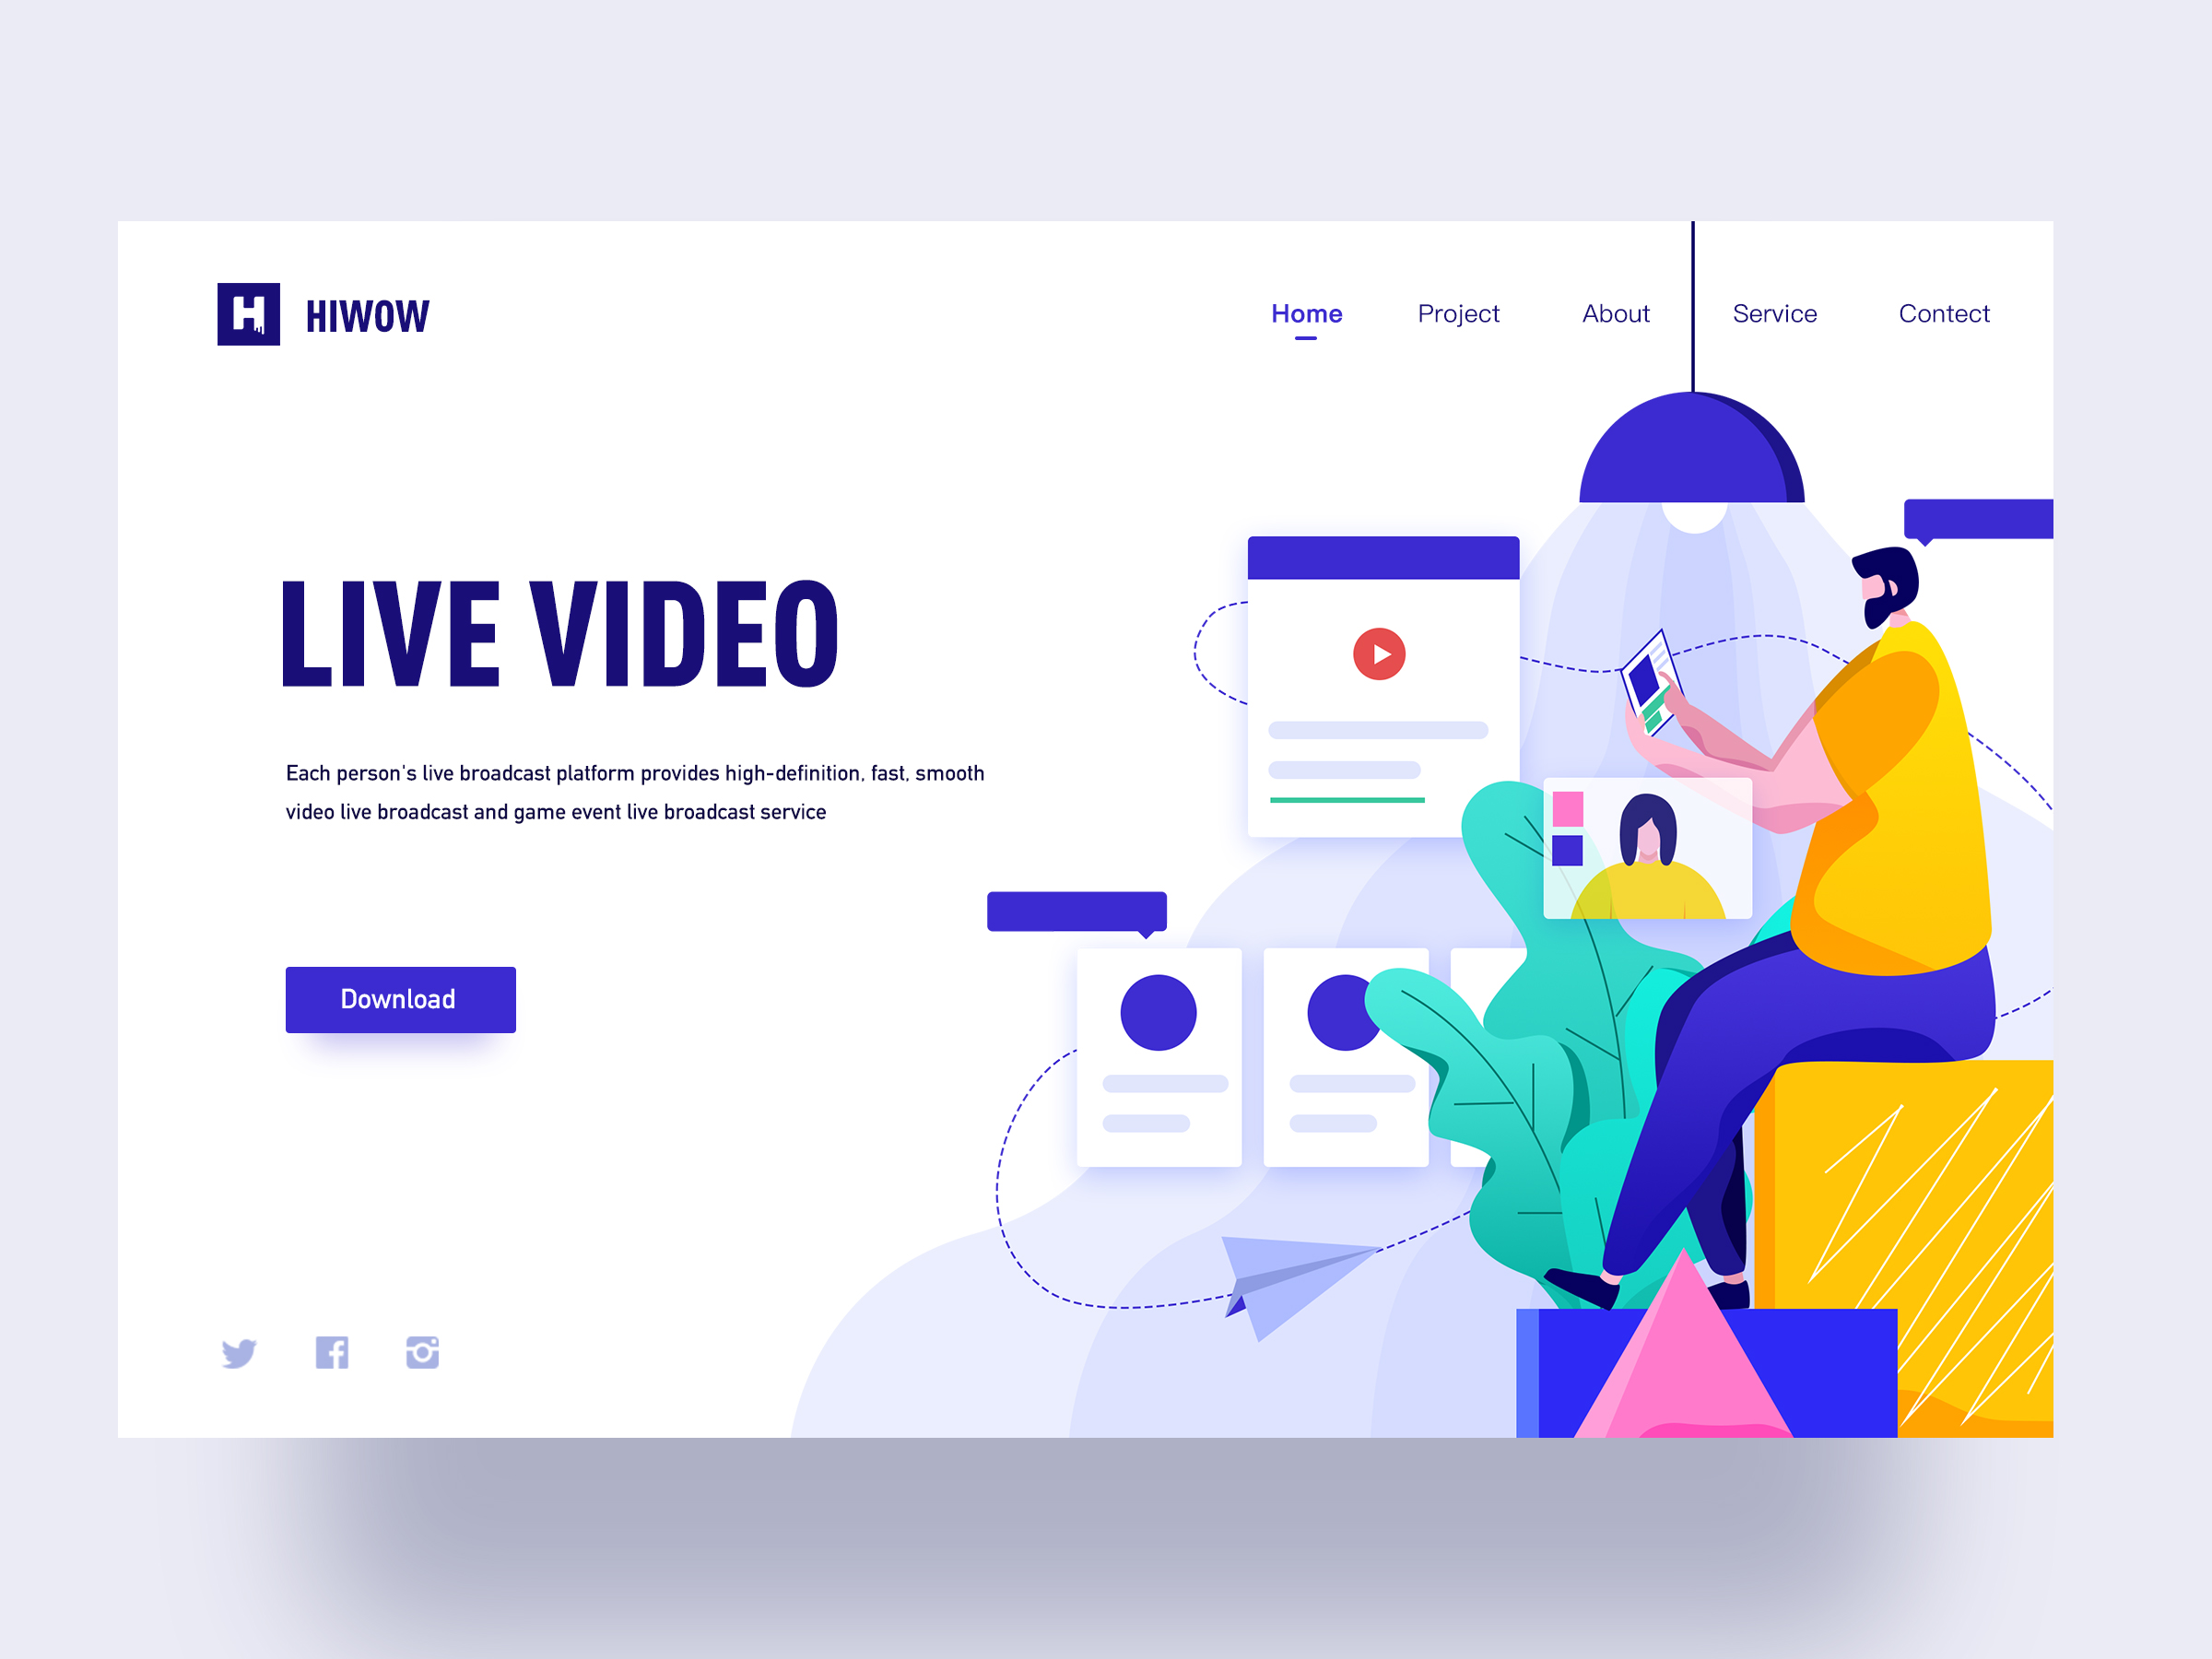 HIWOW
Home
Project
About
Service
Contect
LIVE VIDEO
Each person's live broadcast platform provides high-definition, fast, smooth
video live broadcast and game event live broadcast service
Download